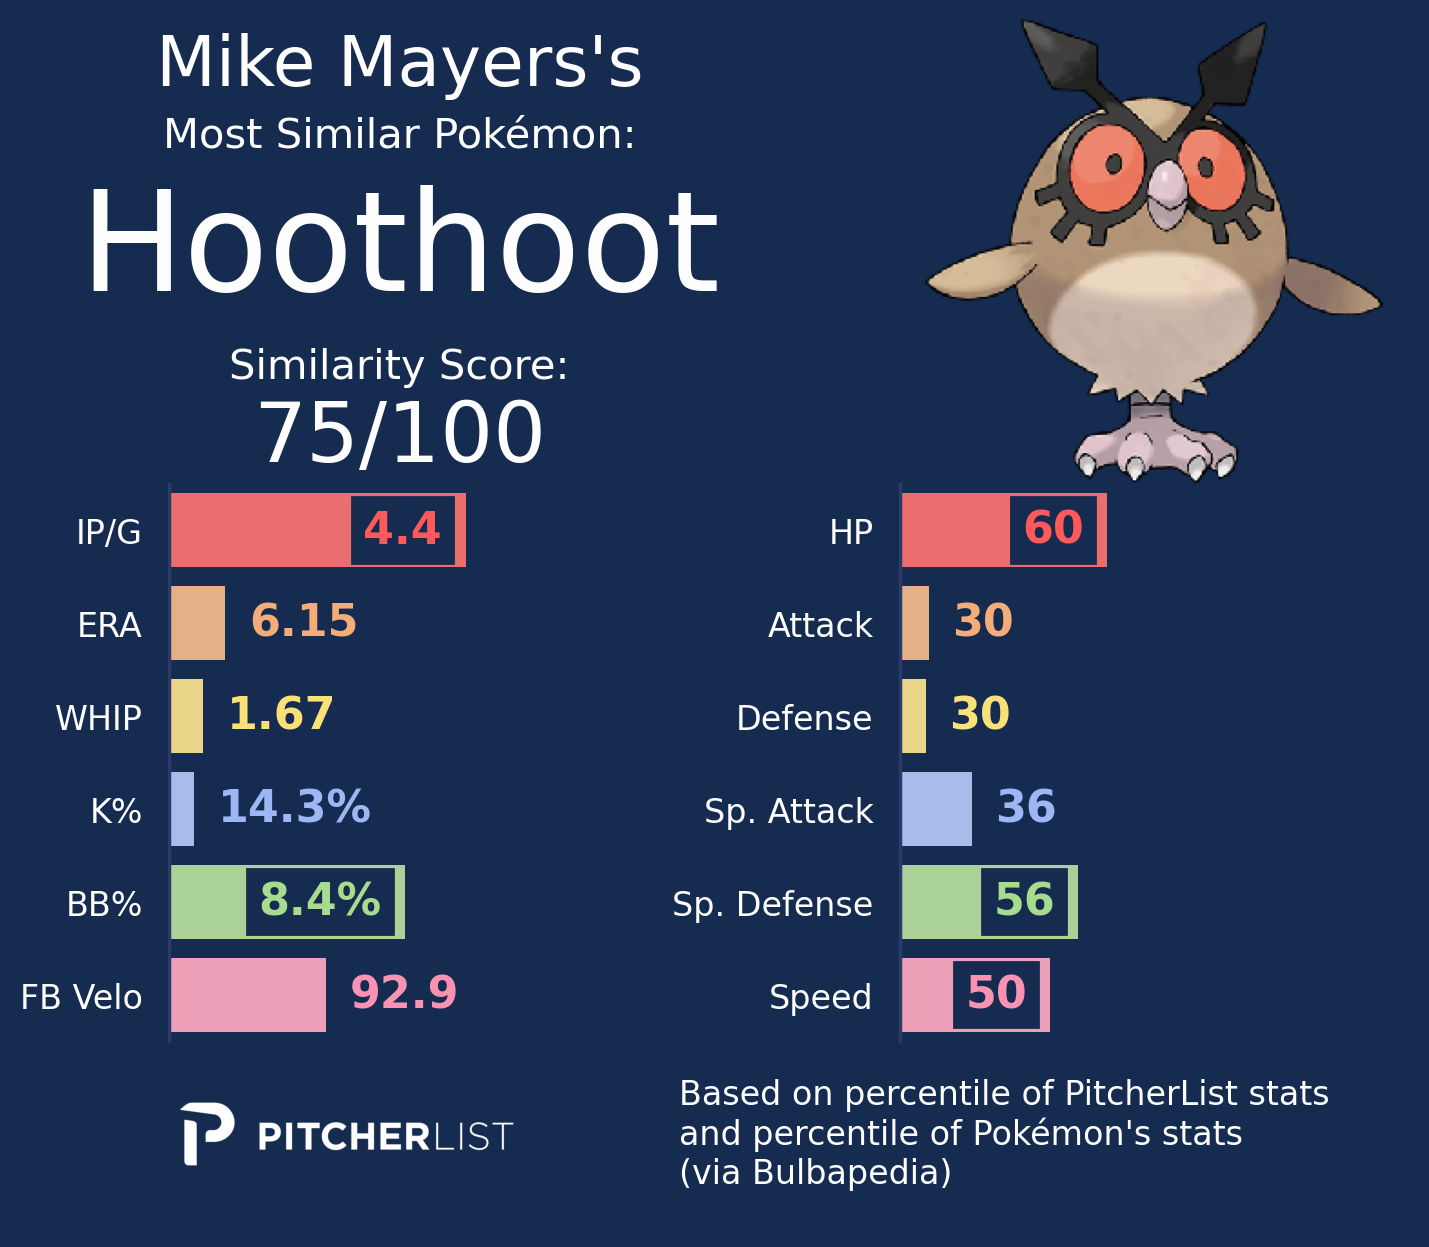 Mike Mayers's
Most Similar Pokémon:
Hoothoot
Similarity Score:
75/100
IP/G 4.4
ERA 6.15
WHIP 1.67
K% 14.3%
BB% 8.4%
FB Velo 92.9
HP 60
Attack 30
Defense 30
Sp. Attack 36
Sp. Defense 56
Speed 50
PITCHERLIST
Based on percentile of PitcherList stats
and percentile of Pokémon's stats
(via Bulbapedia)